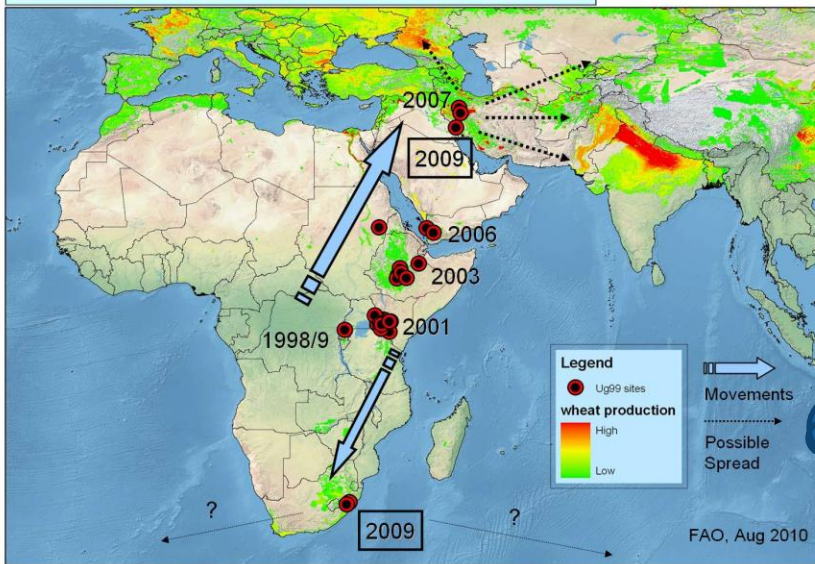 2007
2009
2006
2003
2001
1998/9
Legend
Ug99 sites
wheat production
High
Low
Movements
Possible
Spread
?
?
2009
FAO, Aug 2010